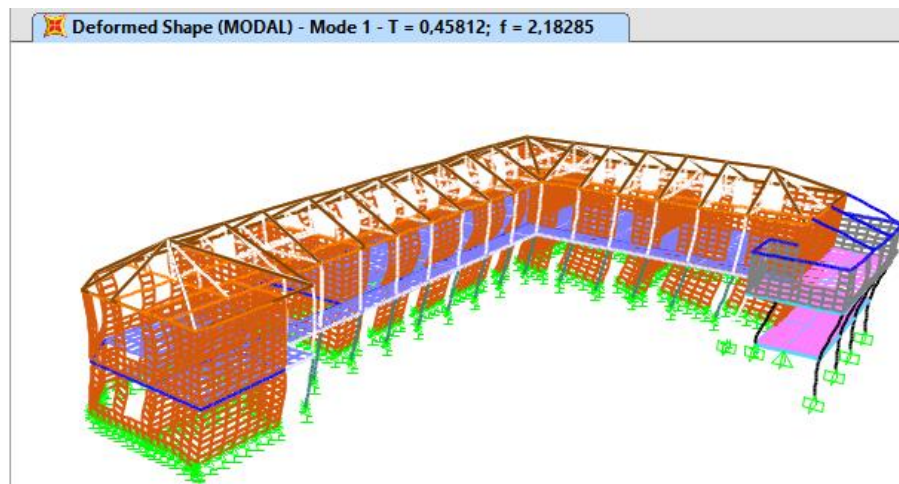 Deformed Shape (MODAL) - Mode 1 - T = 0,45812; f = 2,18285